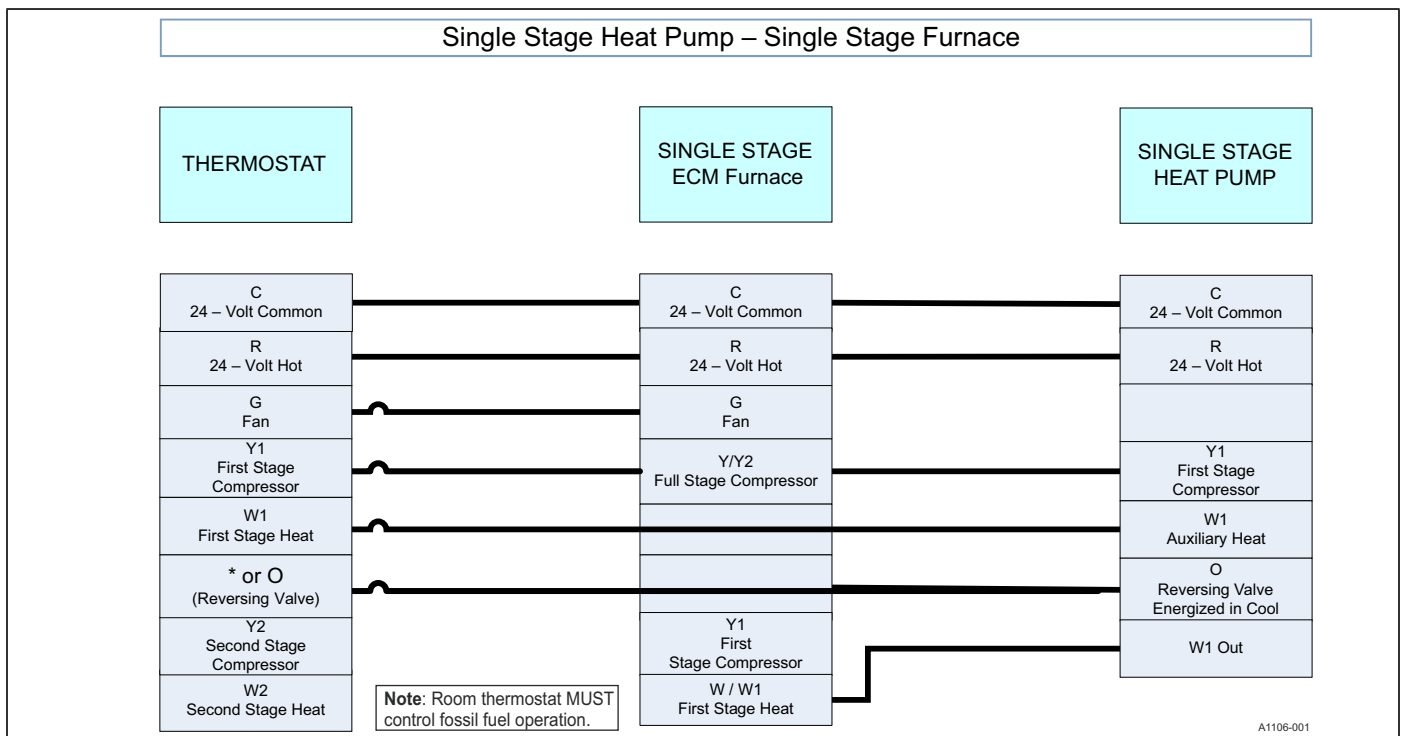 Single Stage Heat Pump – Single Stage Furnace
THERMOSTAT
SINGLE STAGE
ECM Furnace
SINGLE STAGE
HEAT PUMP
C
24 – Volt Common
R
24 – Volt Hot
G
Fan
Y1
First Stage
Compressor
W1
First Stage Heat
* or O
(Reversing Valve)
Y2
Second Stage
Compressor
W2
Second Stage Heat
C
24 – Volt Common
R
24 – Volt Hot
G
Fan
Y/Y2
Full Stage Compressor
Y1
First
Stage Compressor
W / W1
First Stage Heat
C
24 – Volt Common
R
24 – Volt Hot
Y1
First Stage
Compressor
W1
Auxiliary Heat
O
Reversing Valve
Energized in Cool
W1 Out
Note: Room thermostat MUST
control fossil fuel operation.
A1106-001